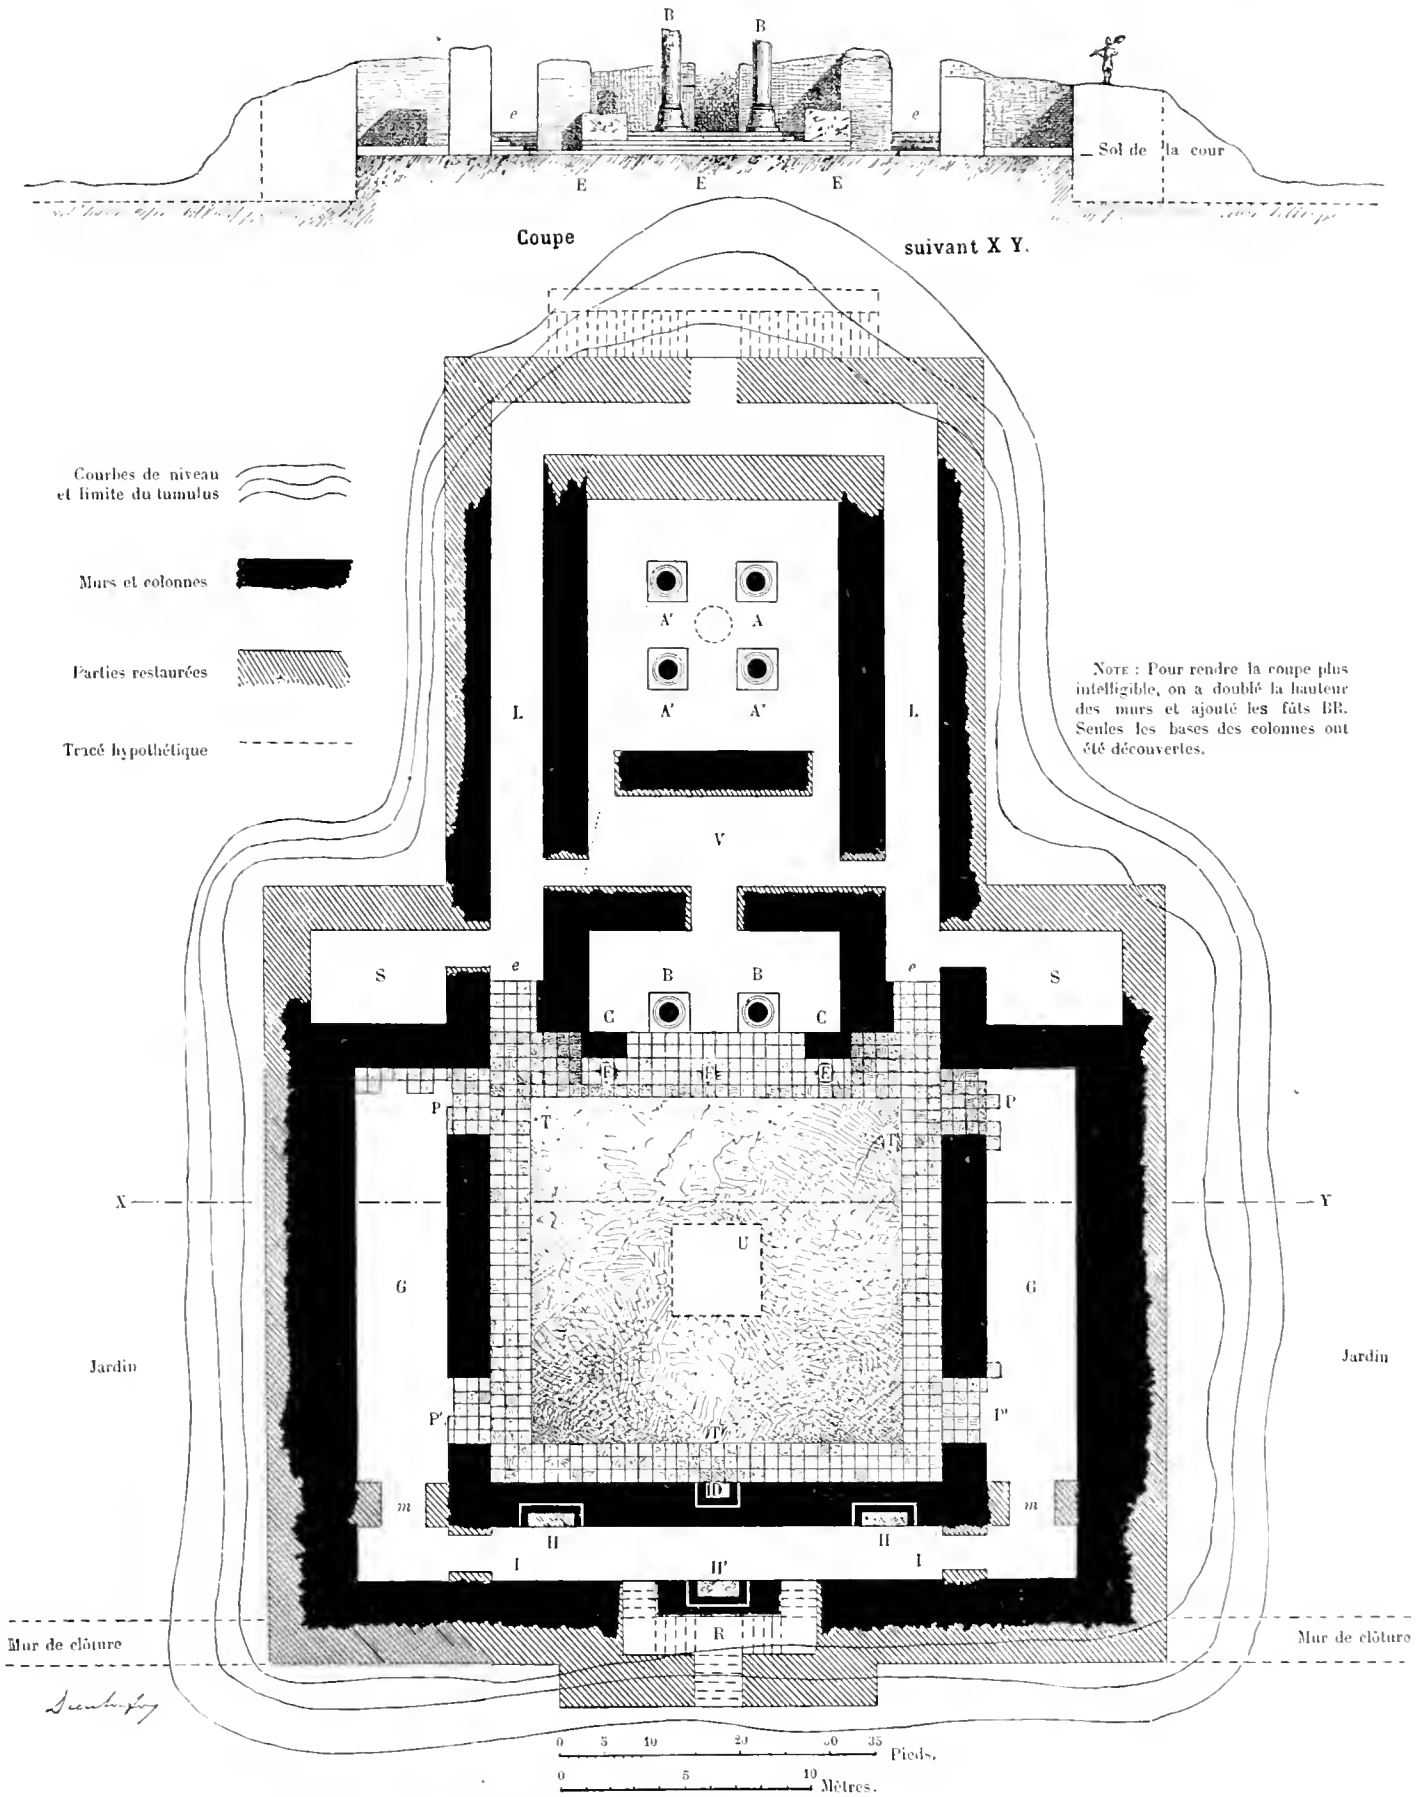 B B
e e
Sol de la cour
E E E
Coupe suivant X Y.
Courbes de niveau
et limite du tumulus
Murs et colonnes
Parties restaurées
Tracé hypothétique
NOTE : Pour rendre la coupe plus
intelligible, on a doublé la hauteur
des murs et ajouté les fûts BB.
Seules les bases des colonnes ont
été découvertes.
A' A
A' A'
L L
V
S e B B e S
C C
E E E
P T T P
X Y
U
G G
Jardin Jardin
P' T P'
D
m m
H H
I H' I
R
Mur de clôture Mur de clôture
0 5 10 20 30 35
Pieds.
0 5 10
Mètres.